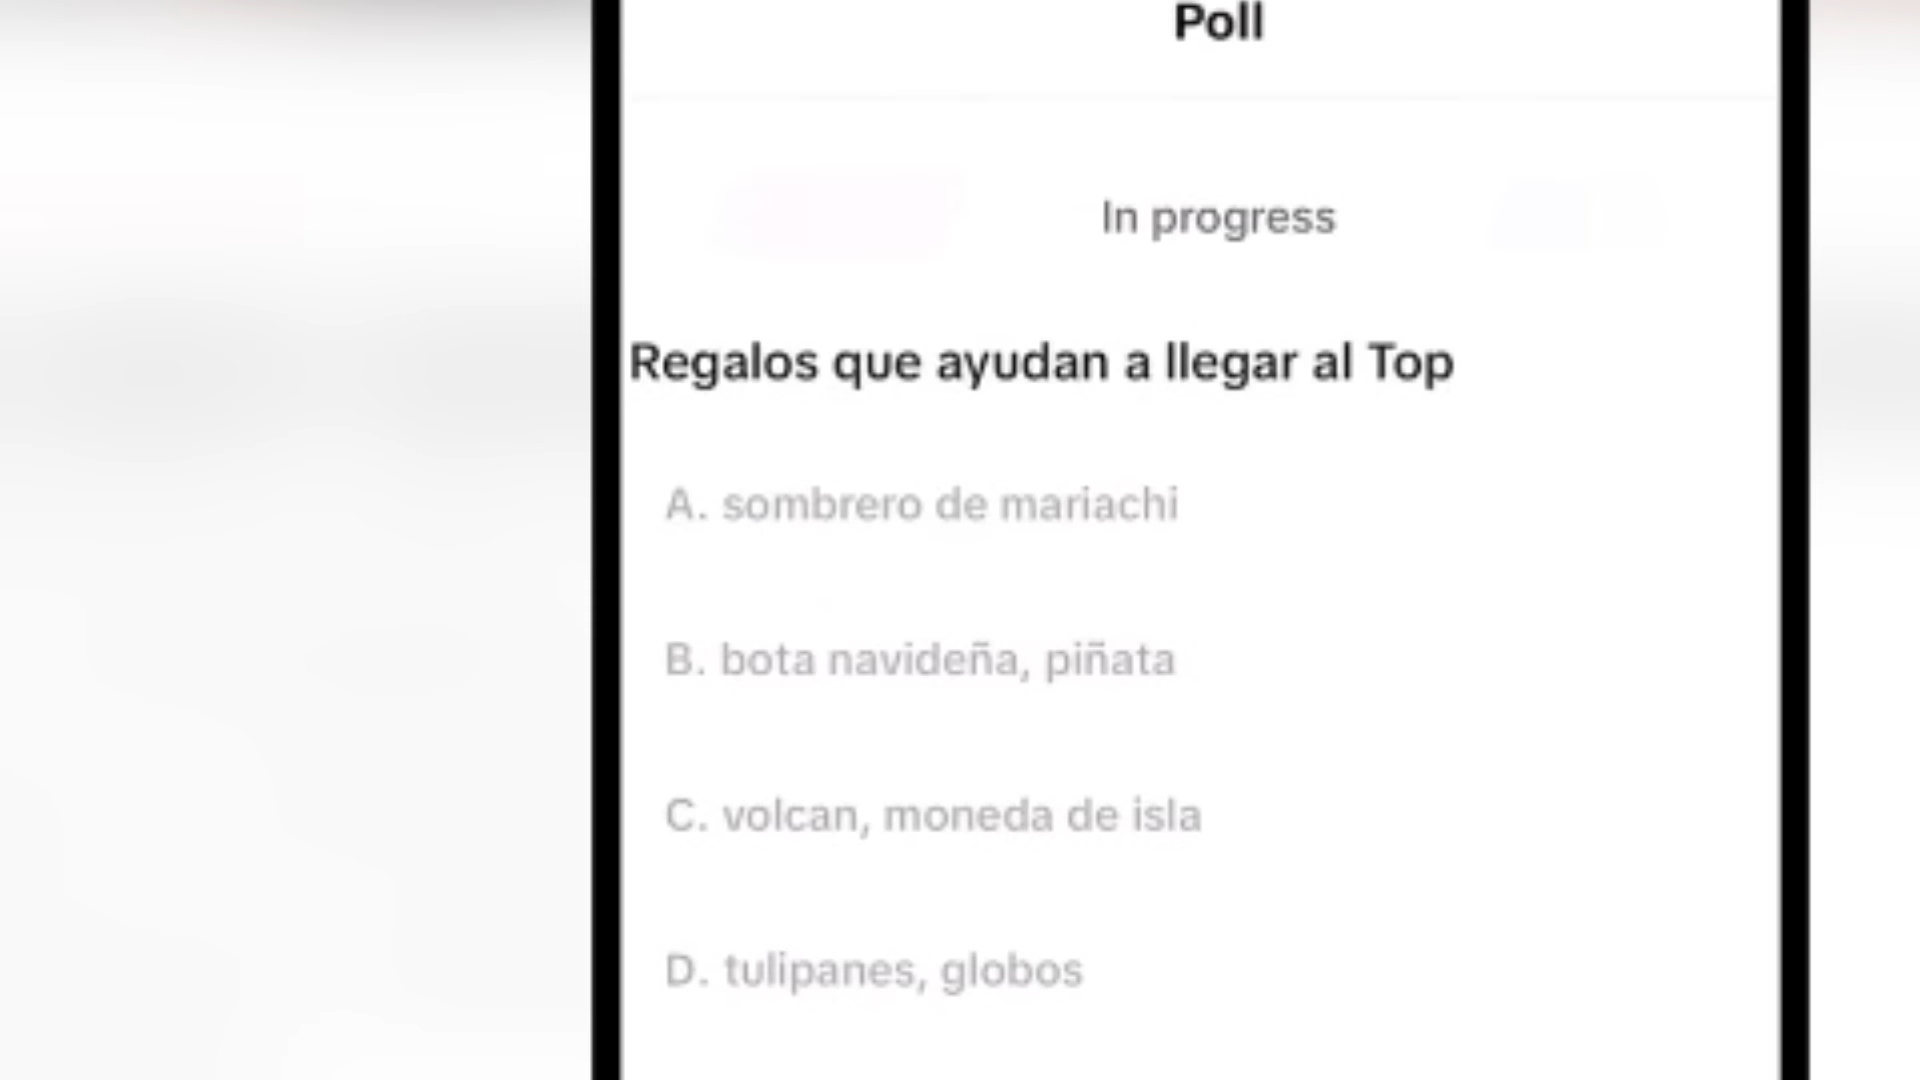 Poll
In progress
Regalos que ayudan a llegar al Top
A. sombrero de mariachi
B. bota navideña, piñata
C. volcan, moneda de isla
D. tulipanes, globos